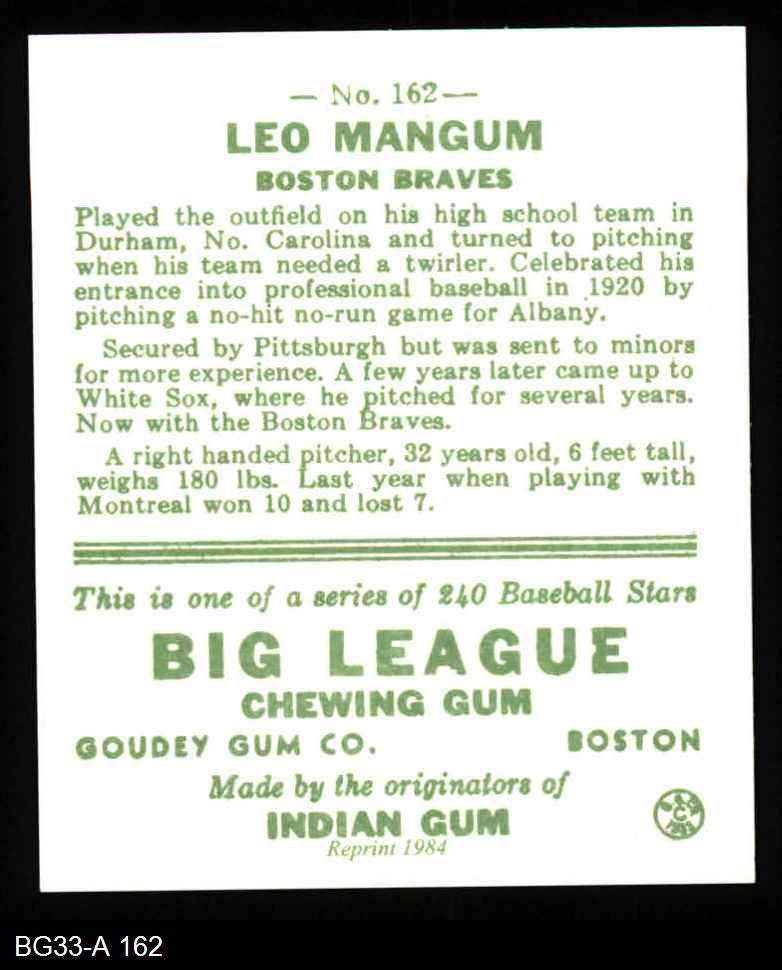 — No. 162—
LEO MANGUM
BOSTON BRAVES
Played the outfield on his high school team in
Durham, No. Carolina and turned to pitching
when his team needed a twirler. Celebrated his
entrance into professional baseball in 1920 by
pitching a no-hit no-run game for Albany.
Secured by Pittsburgh but was sent to minors
for more experience. A few years later came up to
White Sox, where he pitched for several years.
Now with the Boston Braves.
A right handed pitcher, 32 years old, 6 feet tall,
weighs 180 lbs. Last year when playing with
Montreal won 10 and lost 7.
This is one of a series of 240 Baseball Stars
BIG LEAGUE
CHEWING GUM
GOUDEY GUM CO. BOSTON
Made by the originators of
INDIAN GUM
Reprint 1984
C
BG33-A 162